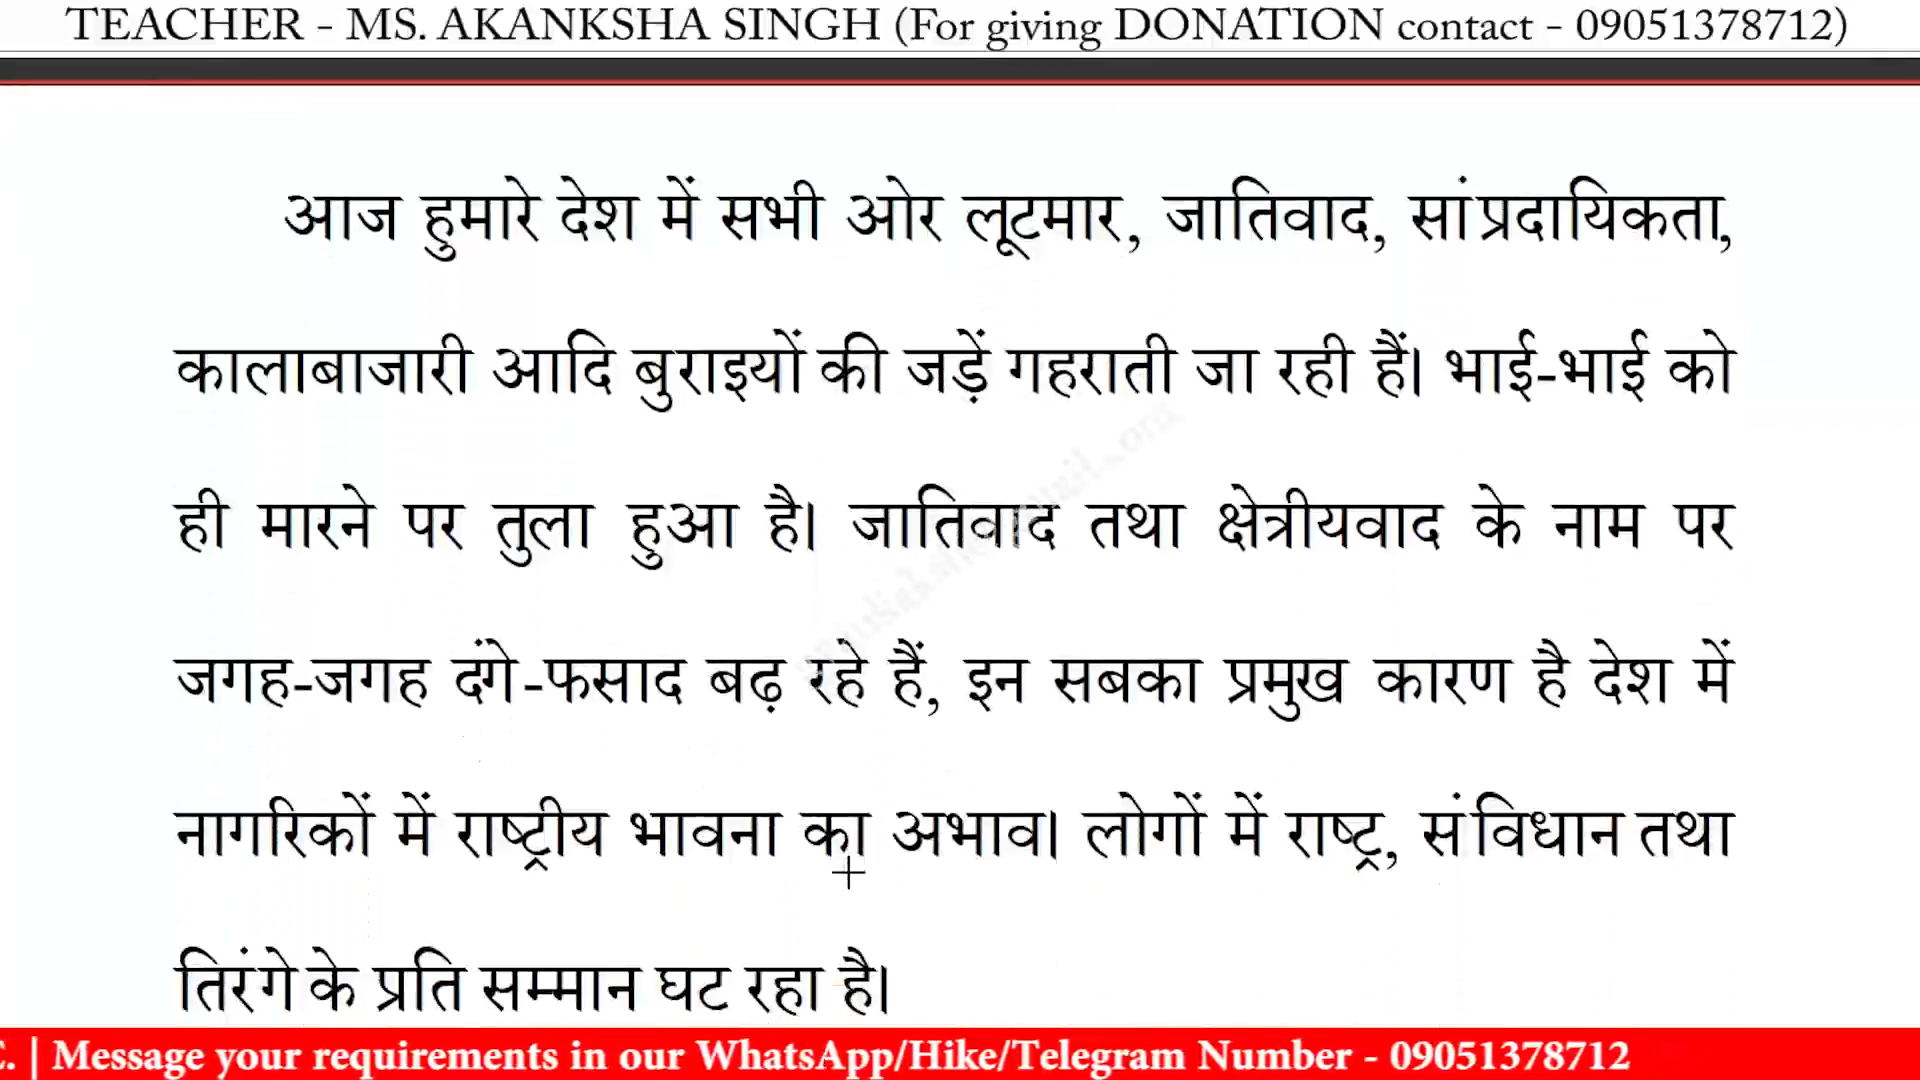 TEACHER - MS. AKANKSHA SINGH (For giving DONATION contact - 09051378712)
आज हुमारे देश में सभी ओर लूटमार, जातिवाद, सांप्रदायिकता,
कालाबाजारी आदि बुराइयों की जड़ें गहराती जा रही हैं। भाई-भाई को
ही मारने पर तुला हुआ है। जातिवाद तथा क्षेत्रीयवाद के नाम पर
जगह-जगह दंगे-फसाद बढ़ रहे हैं, इन सबका प्रमुख कारण है देश में
नागरिकों में राष्ट्रीय भावना का अभाव। लोगों में राष्ट्र, संविधान तथा
तिरंगे के प्रति सम्मान घट रहा है।
| Message your requirements in our WhatsApp/Hike/Telegram Number - 09051378712